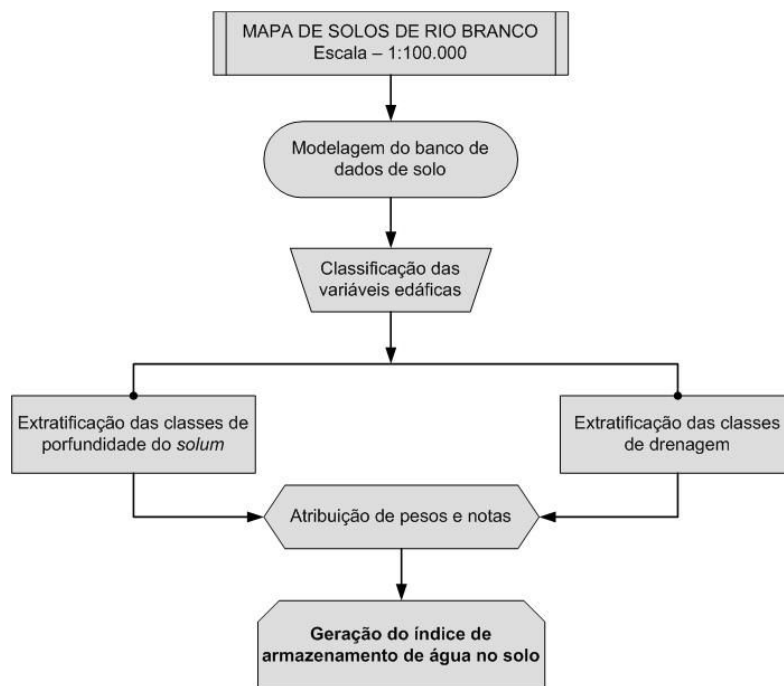 MAPA DE SOLOS DE RIO BRANCO
Escala – 1:100.000
Modelagem do banco de
dados de solo
Classificação das
variáveis edáficas
Extratificação das classes de
porfundidade do solum
Extratificação das classes
de drenagem
Atribuição de pesos e notas
Geração do índice de
armazenamento de água no solo